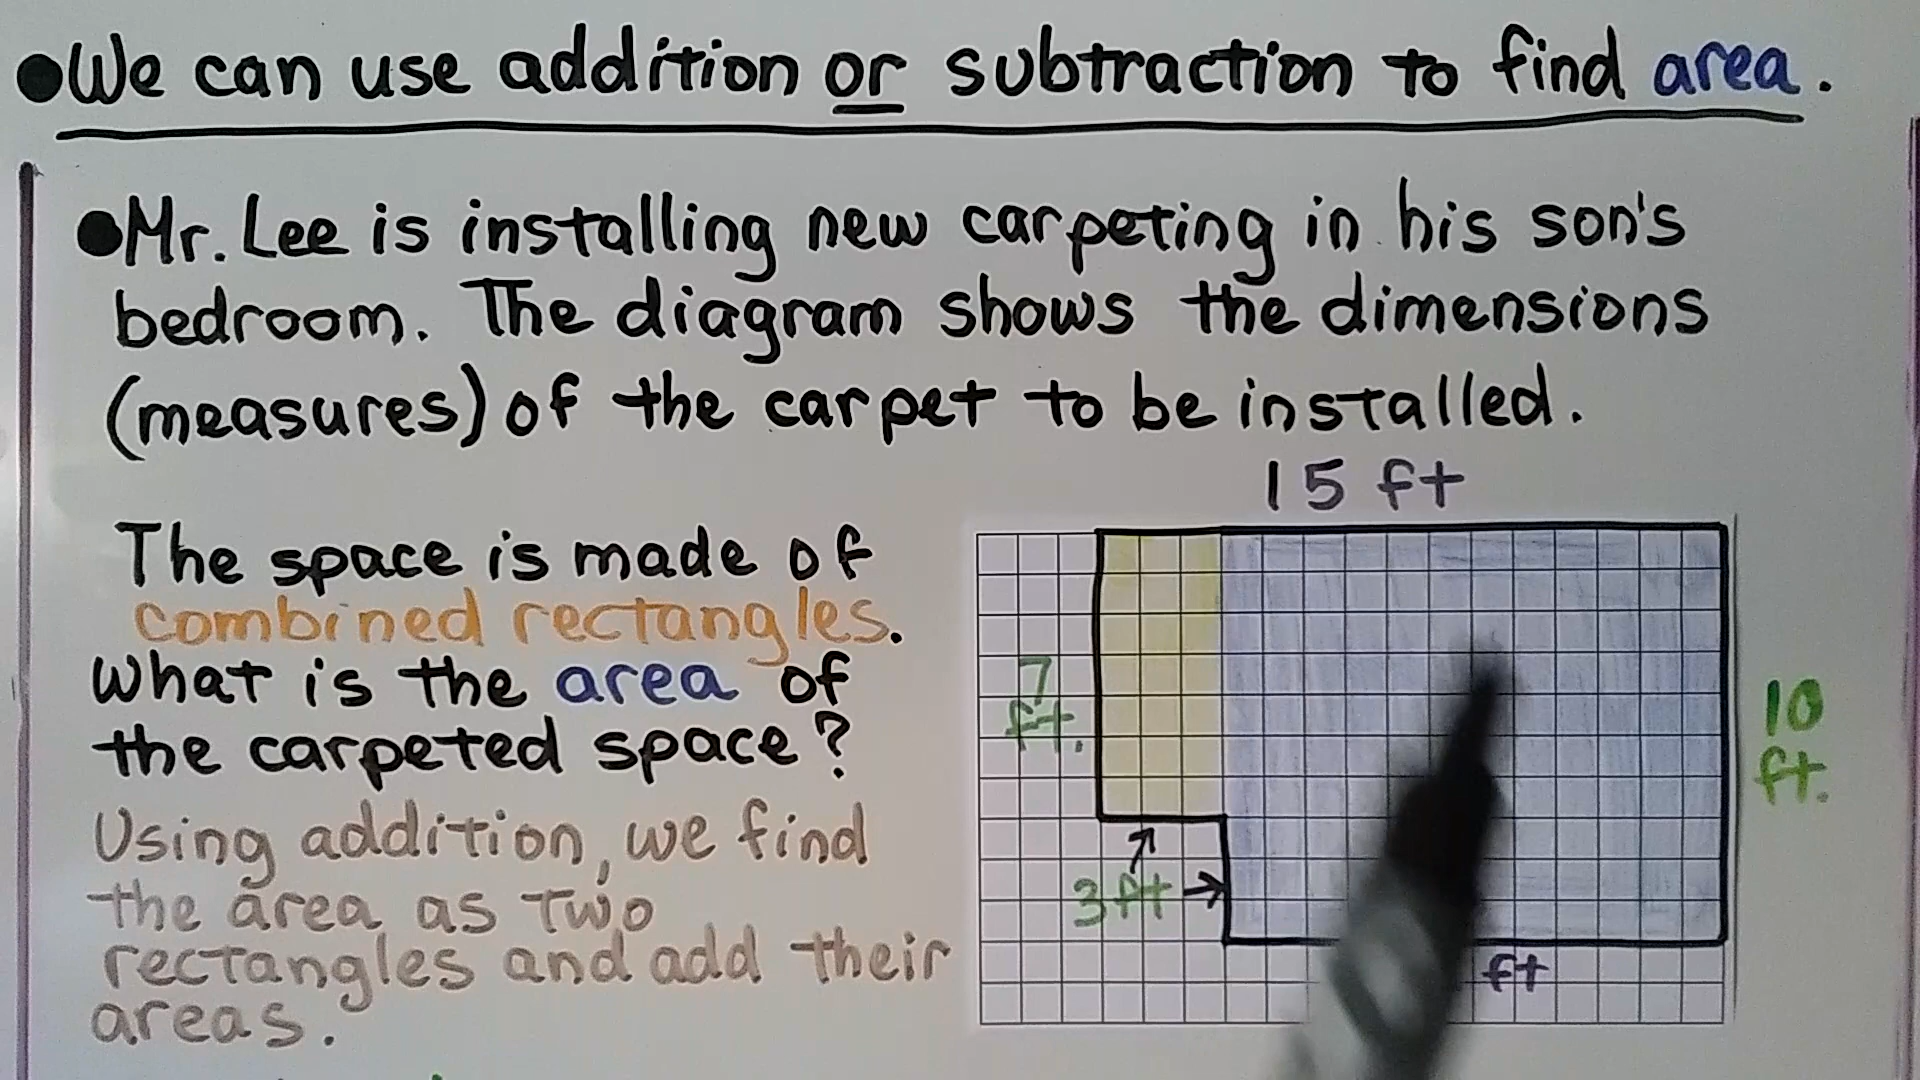 ●We can use addition or subtraction to find area.
●Mr. Lee is installing new carpeting in his son's
bedroom. The diagram shows the dimensions
(measures) of the carpet to be installed.
15 ft
The space is made of
combined rectangles.
What is the area of
the carpeted space?
Using addition, we find
the area as two
rectangles and add their
areas.
7
ft.
10
ft.
3 ft
ft